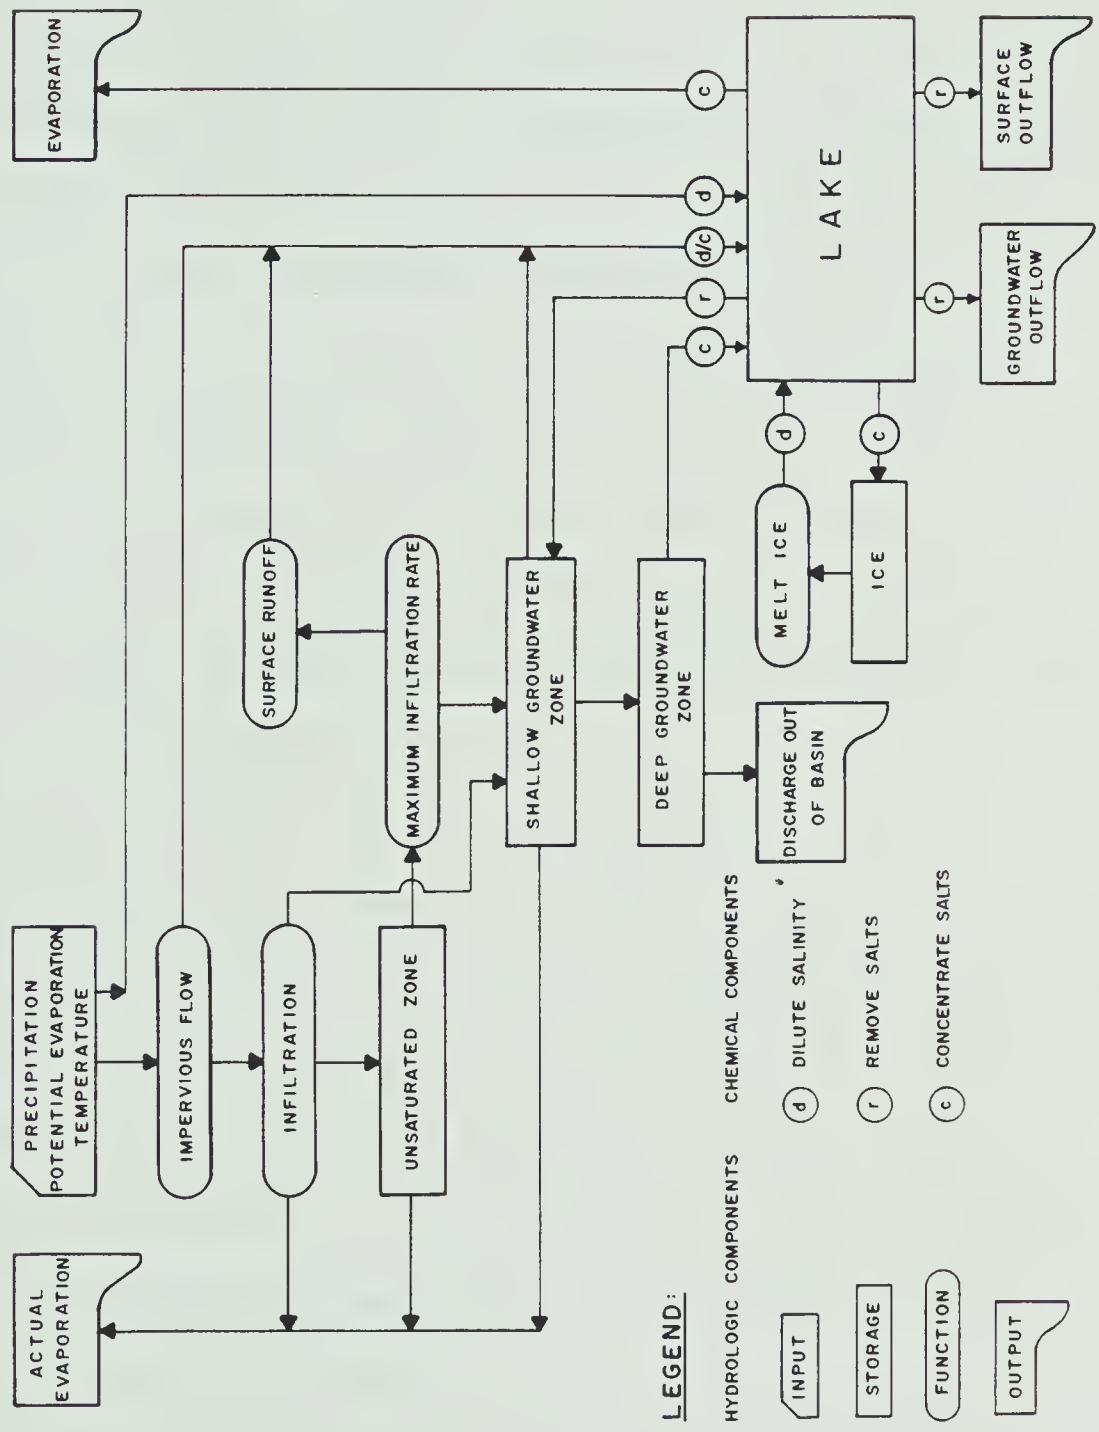 ACTUAL
EVAPORATION
PRECIPITATION
POTENTIAL EVAPORATION
TEMPERATURE
EVAPORATION
IMPERVIOUS FLOW
INFILTRATION
UNSATURATED ZONE
SURFACE RUNOFF
MAXIMUM INFILTRATION RATE
SHALLOW GROUNDWATER
ZONE
DEEP GROUNDWATER
ZONE
DISCHARGE OUT
OF BASIN
MELT ICE
ICE
c
d
d/c
r
c
d
c
LAKE
r
r
GROUNDWATER
OUTFLOW
SURFACE
OUTFLOW
LEGEND:
HYDROLOGIC COMPONENTS
INPUT
STORAGE
FUNCTION
OUTPUT
CHEMICAL COMPONENTS
d DILUTE SALINITY
r REMOVE SALTS
c CONCENTRATE SALTS